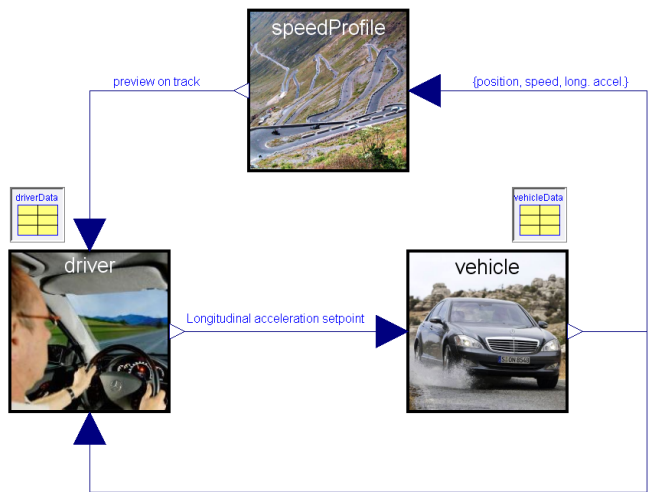 speedProfile
preview on track
{position, speed, long. accel.}
driverData
vehicleData
driver
vehicle
Longitudinal acceleration setpoint